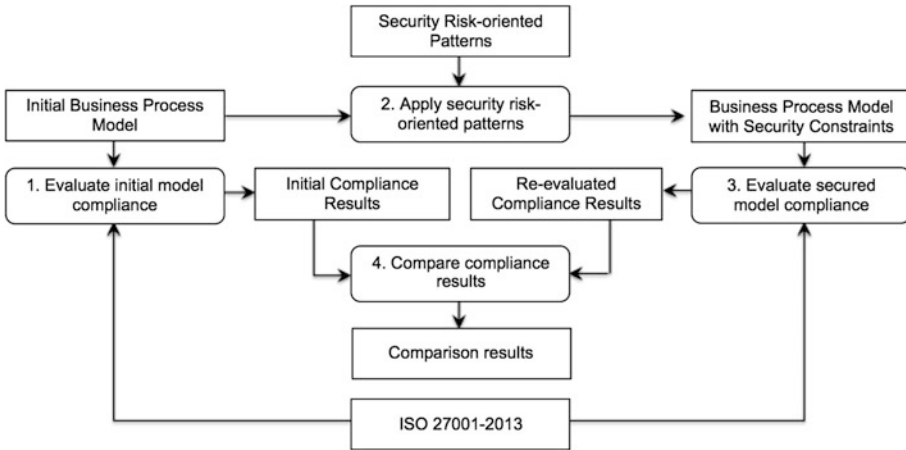 Security Risk-oriented
Patterns
Initial Business Process
Model
2. Apply security risk-
oriented patterns
Business Process Model
with Security Constraints
1. Evaluate initial model
compliance
Initial Compliance
Results
Re-evaluated
Compliance Results
3. Evaluate secured
model compliance
4. Compare compliance
results
Comparison results
ISO 27001-2013